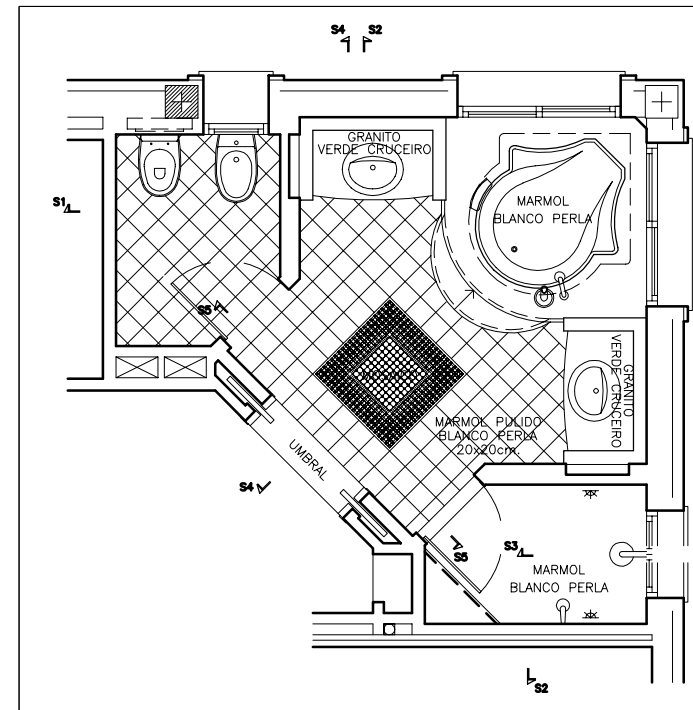 S4 S2
GRANITO
VERDE CRUCEIRO
S1
MARMOL
BLANCO PERLA
S5
GRANITO
VERDE CRUCEIRO
MARMOL PULIDO
BLANCO PERLA
20x20cm.
UMBRAL
S4
S5
S3
MARMOL
BLANCO PERLA
S2